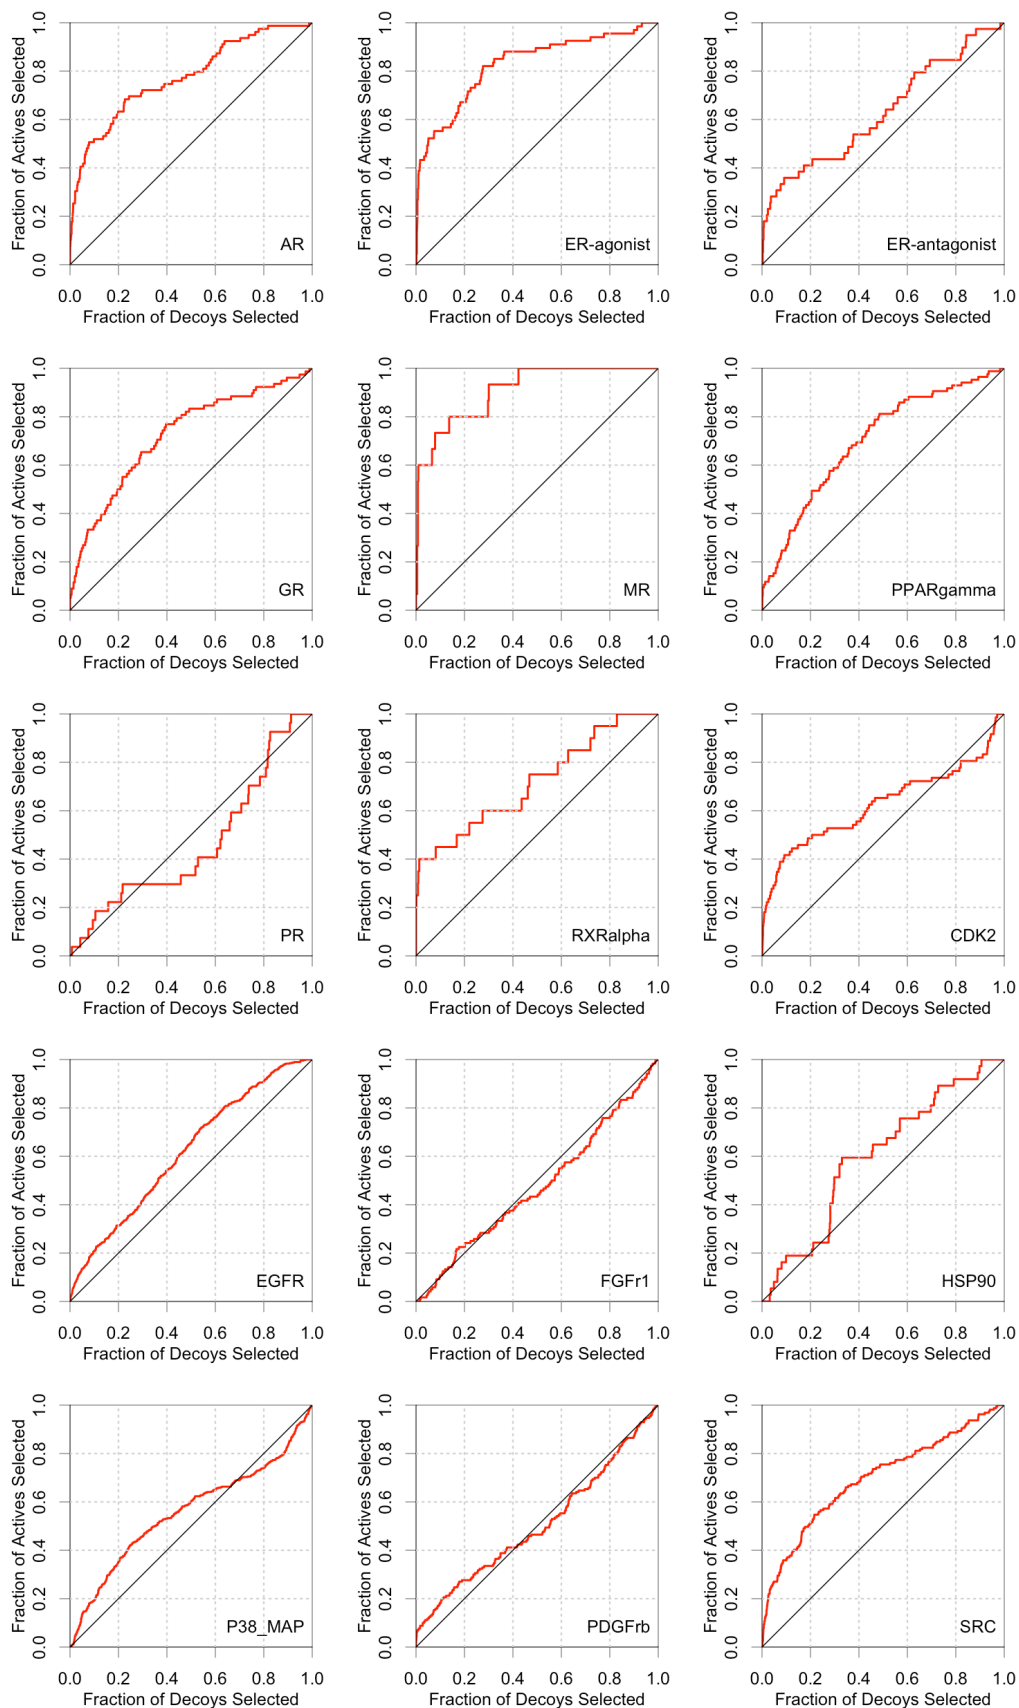 Fraction of Actives Selected
0.0 0.2 0.4 0.6 0.8 1.0
AR
0.0 0.2 0.4 0.6 0.8 1.0
Fraction of Decoys Selected
Fraction of Actives Selected
0.0 0.2 0.4 0.6 0.8 1.0
ER-agonist
0.0 0.2 0.4 0.6 0.8 1.0
Fraction of Decoys Selected
Fraction of Actives Selected
0.0 0.2 0.4 0.6 0.8 1.0
ER-antagonist
0.0 0.2 0.4 0.6 0.8 1.0
Fraction of Decoys Selected
Fraction of Actives Selected
0.0 0.2 0.4 0.6 0.8 1.0
GR
0.0 0.2 0.4 0.6 0.8 1.0
Fraction of Decoys Selected
Fraction of Actives Selected
0.0 0.2 0.4 0.6 0.8 1.0
MR
0.0 0.2 0.4 0.6 0.8 1.0
Fraction of Decoys Selected
Fraction of Actives Selected
0.0 0.2 0.4 0.6 0.8 1.0
PPARgamma
0.0 0.2 0.4 0.6 0.8 1.0
Fraction of Decoys Selected
Fraction of Actives Selected
0.0 0.2 0.4 0.6 0.8 1.0
PR
0.0 0.2 0.4 0.6 0.8 1.0
Fraction of Decoys Selected
Fraction of Actives Selected
0.0 0.2 0.4 0.6 0.8 1.0
RXRalpha
0.0 0.2 0.4 0.6 0.8 1.0
Fraction of Decoys Selected
Fraction of Actives Selected
0.0 0.2 0.4 0.6 0.8 1.0
CDK2
0.0 0.2 0.4 0.6 0.8 1.0
Fraction of Decoys Selected
Fraction of Actives Selected
0.0 0.2 0.4 0.6 0.8 1.0
EGFR
0.0 0.2 0.4 0.6 0.8 1.0
Fraction of Decoys Selected
Fraction of Actives Selected
0.0 0.2 0.4 0.6 0.8 1.0
FGFr1
0.0 0.2 0.4 0.6 0.8 1.0
Fraction of Decoys Selected
Fraction of Actives Selected
0.0 0.2 0.4 0.6 0.8 1.0
HSP90
0.0 0.2 0.4 0.6 0.8 1.0
Fraction of Decoys Selected
Fraction of Actives Selected
0.0 0.2 0.4 0.6 0.8 1.0
P38_MAP
0.0 0.2 0.4 0.6 0.8 1.0
Fraction of Decoys Selected
Fraction of Actives Selected
0.0 0.2 0.4 0.6 0.8 1.0
PDGFrb
0.0 0.2 0.4 0.6 0.8 1.0
Fraction of Decoys Selected
Fraction of Actives Selected
0.0 0.2 0.4 0.6 0.8 1.0
SRC
0.0 0.2 0.4 0.6 0.8 1.0
Fraction of Decoys Selected